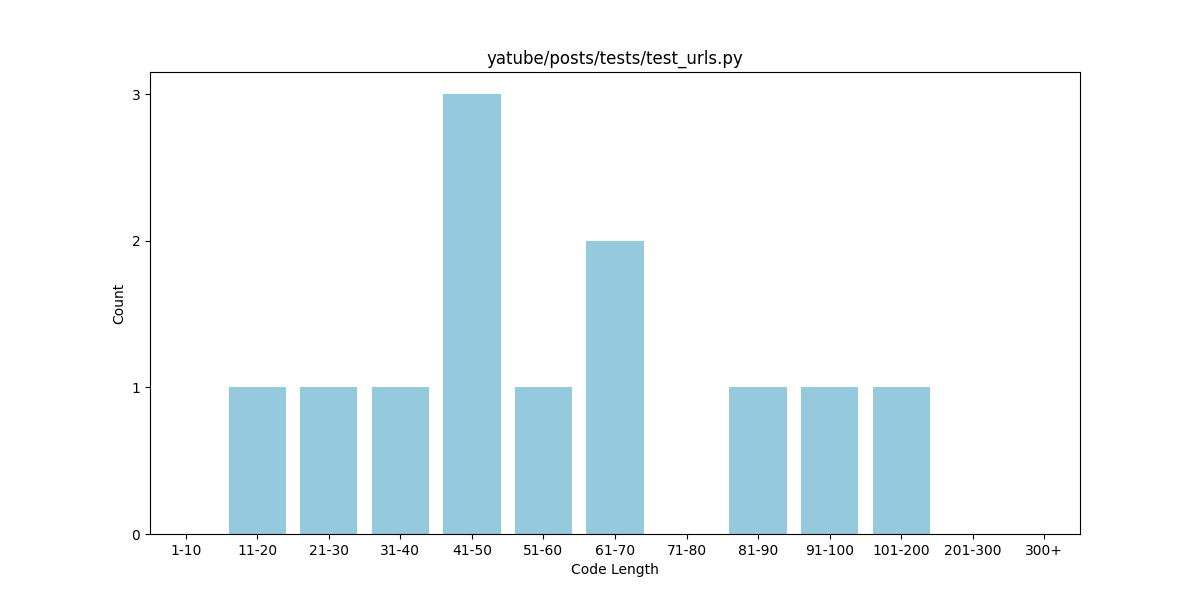 yatube/posts/tests/test_urls.py
3
2
1
0
Count
1-10 11-20 21-30 31-40 41-50 51-60 61-70 71-80 81-90 91-100 101-200 201-300 300+
Code Length